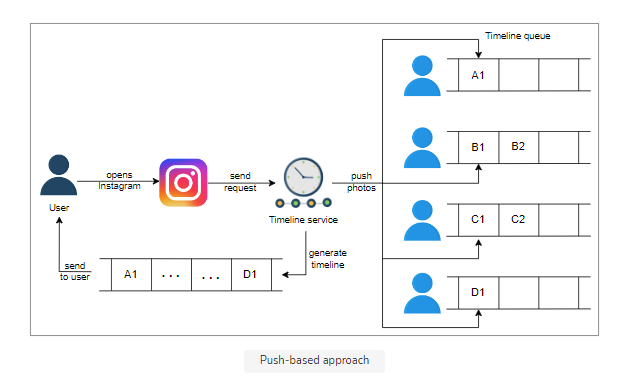 Timeline queue
A1
B1 B2
C1 C2
D1
opens
Instagram
send
request
push
photos
User
Timeline service
generate
timeline
send
to user
A1 ... ... D1
Push-based approach